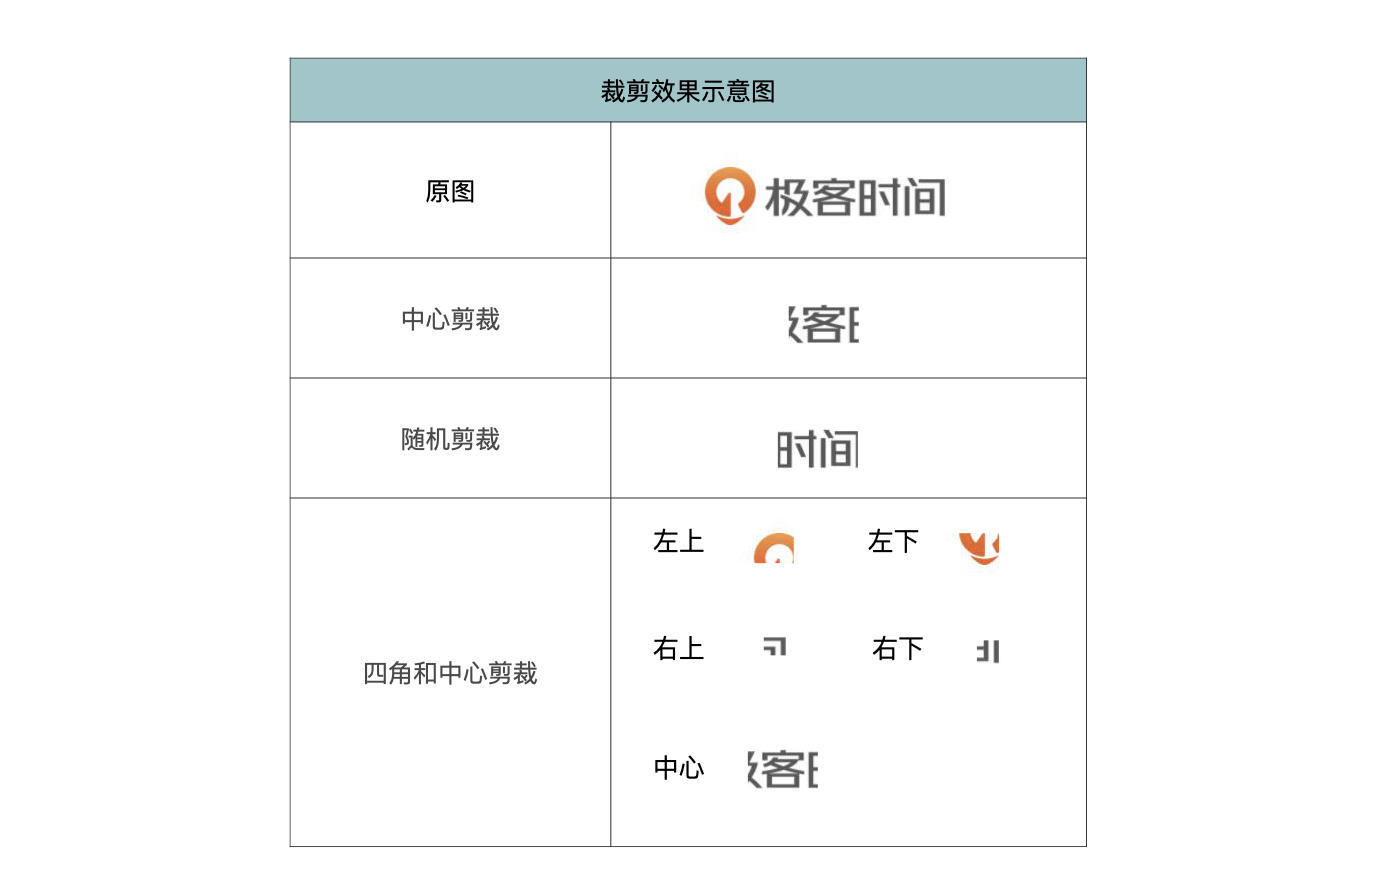 裁剪效果示意图
原图
极客时间
中心剪裁
客
随机剪裁
时间
四角和中心剪裁
左上
左下
右上
右下
中心
客